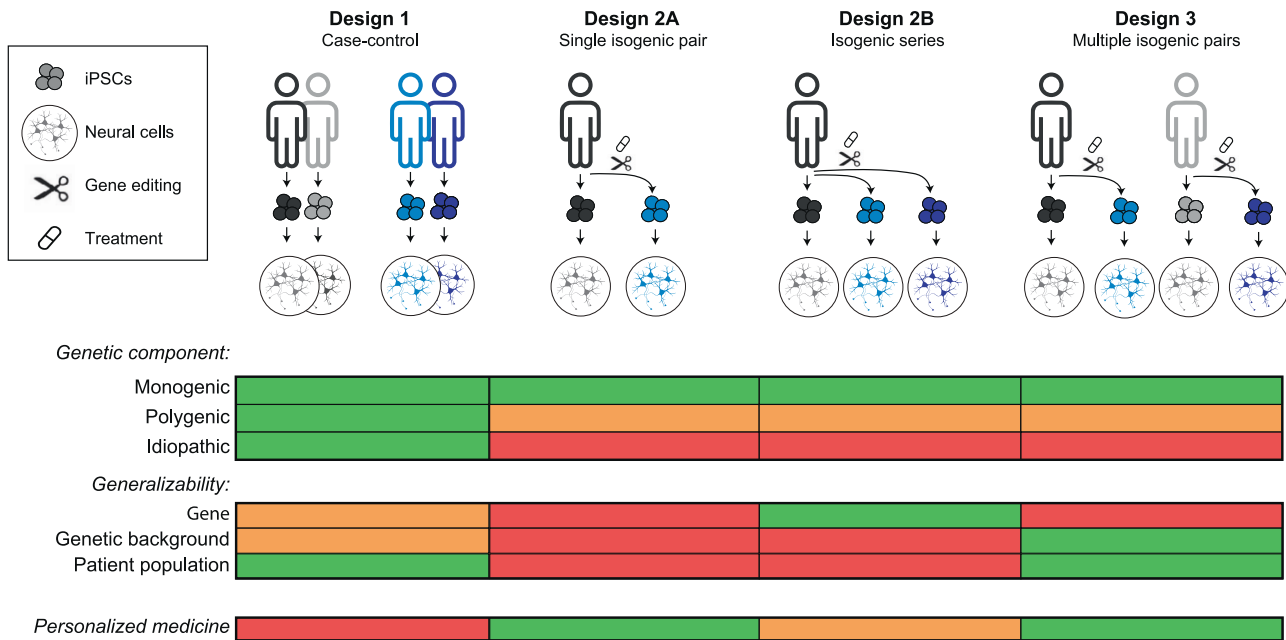 Design 1
Case-control
Design 2A
Single isogenic pair
Design 2B
Isogenic series
Design 3
Multiple isogenic pairs
iPSCs
Neural cells
Gene editing
Treatment
Genetic component:
Monogenic
Polygenic
Idiopathic
Generalizability:
Gene
Genetic background
Patient population
Personalized medicine